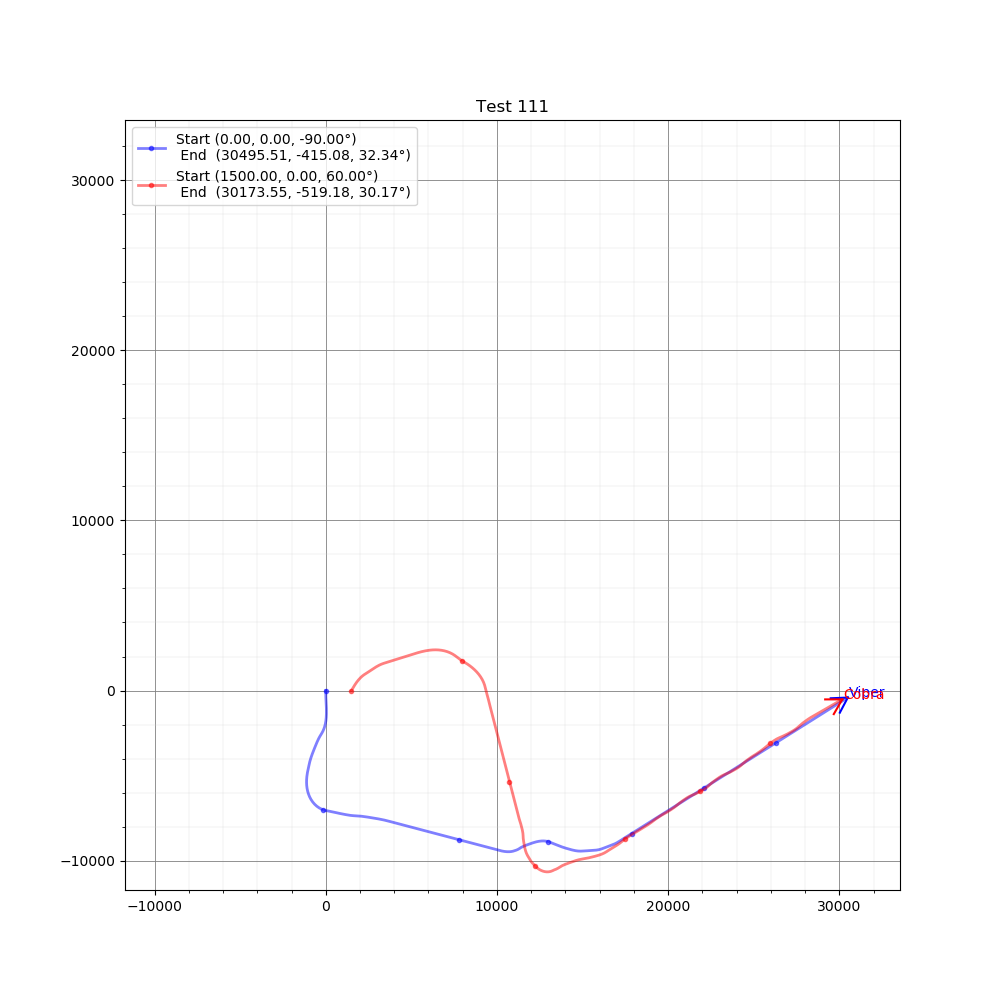 Test 111
Start (0.00, 0.00, -90.00°)
End  (30495.51, -415.08, 32.34°)
Start (1500.00, 0.00, 60.00°)
End  (30173.55, -519.18, 30.17°)
30000
20000
10000
0
−10000
Viper
Cobra
−10000
0
10000
20000
30000